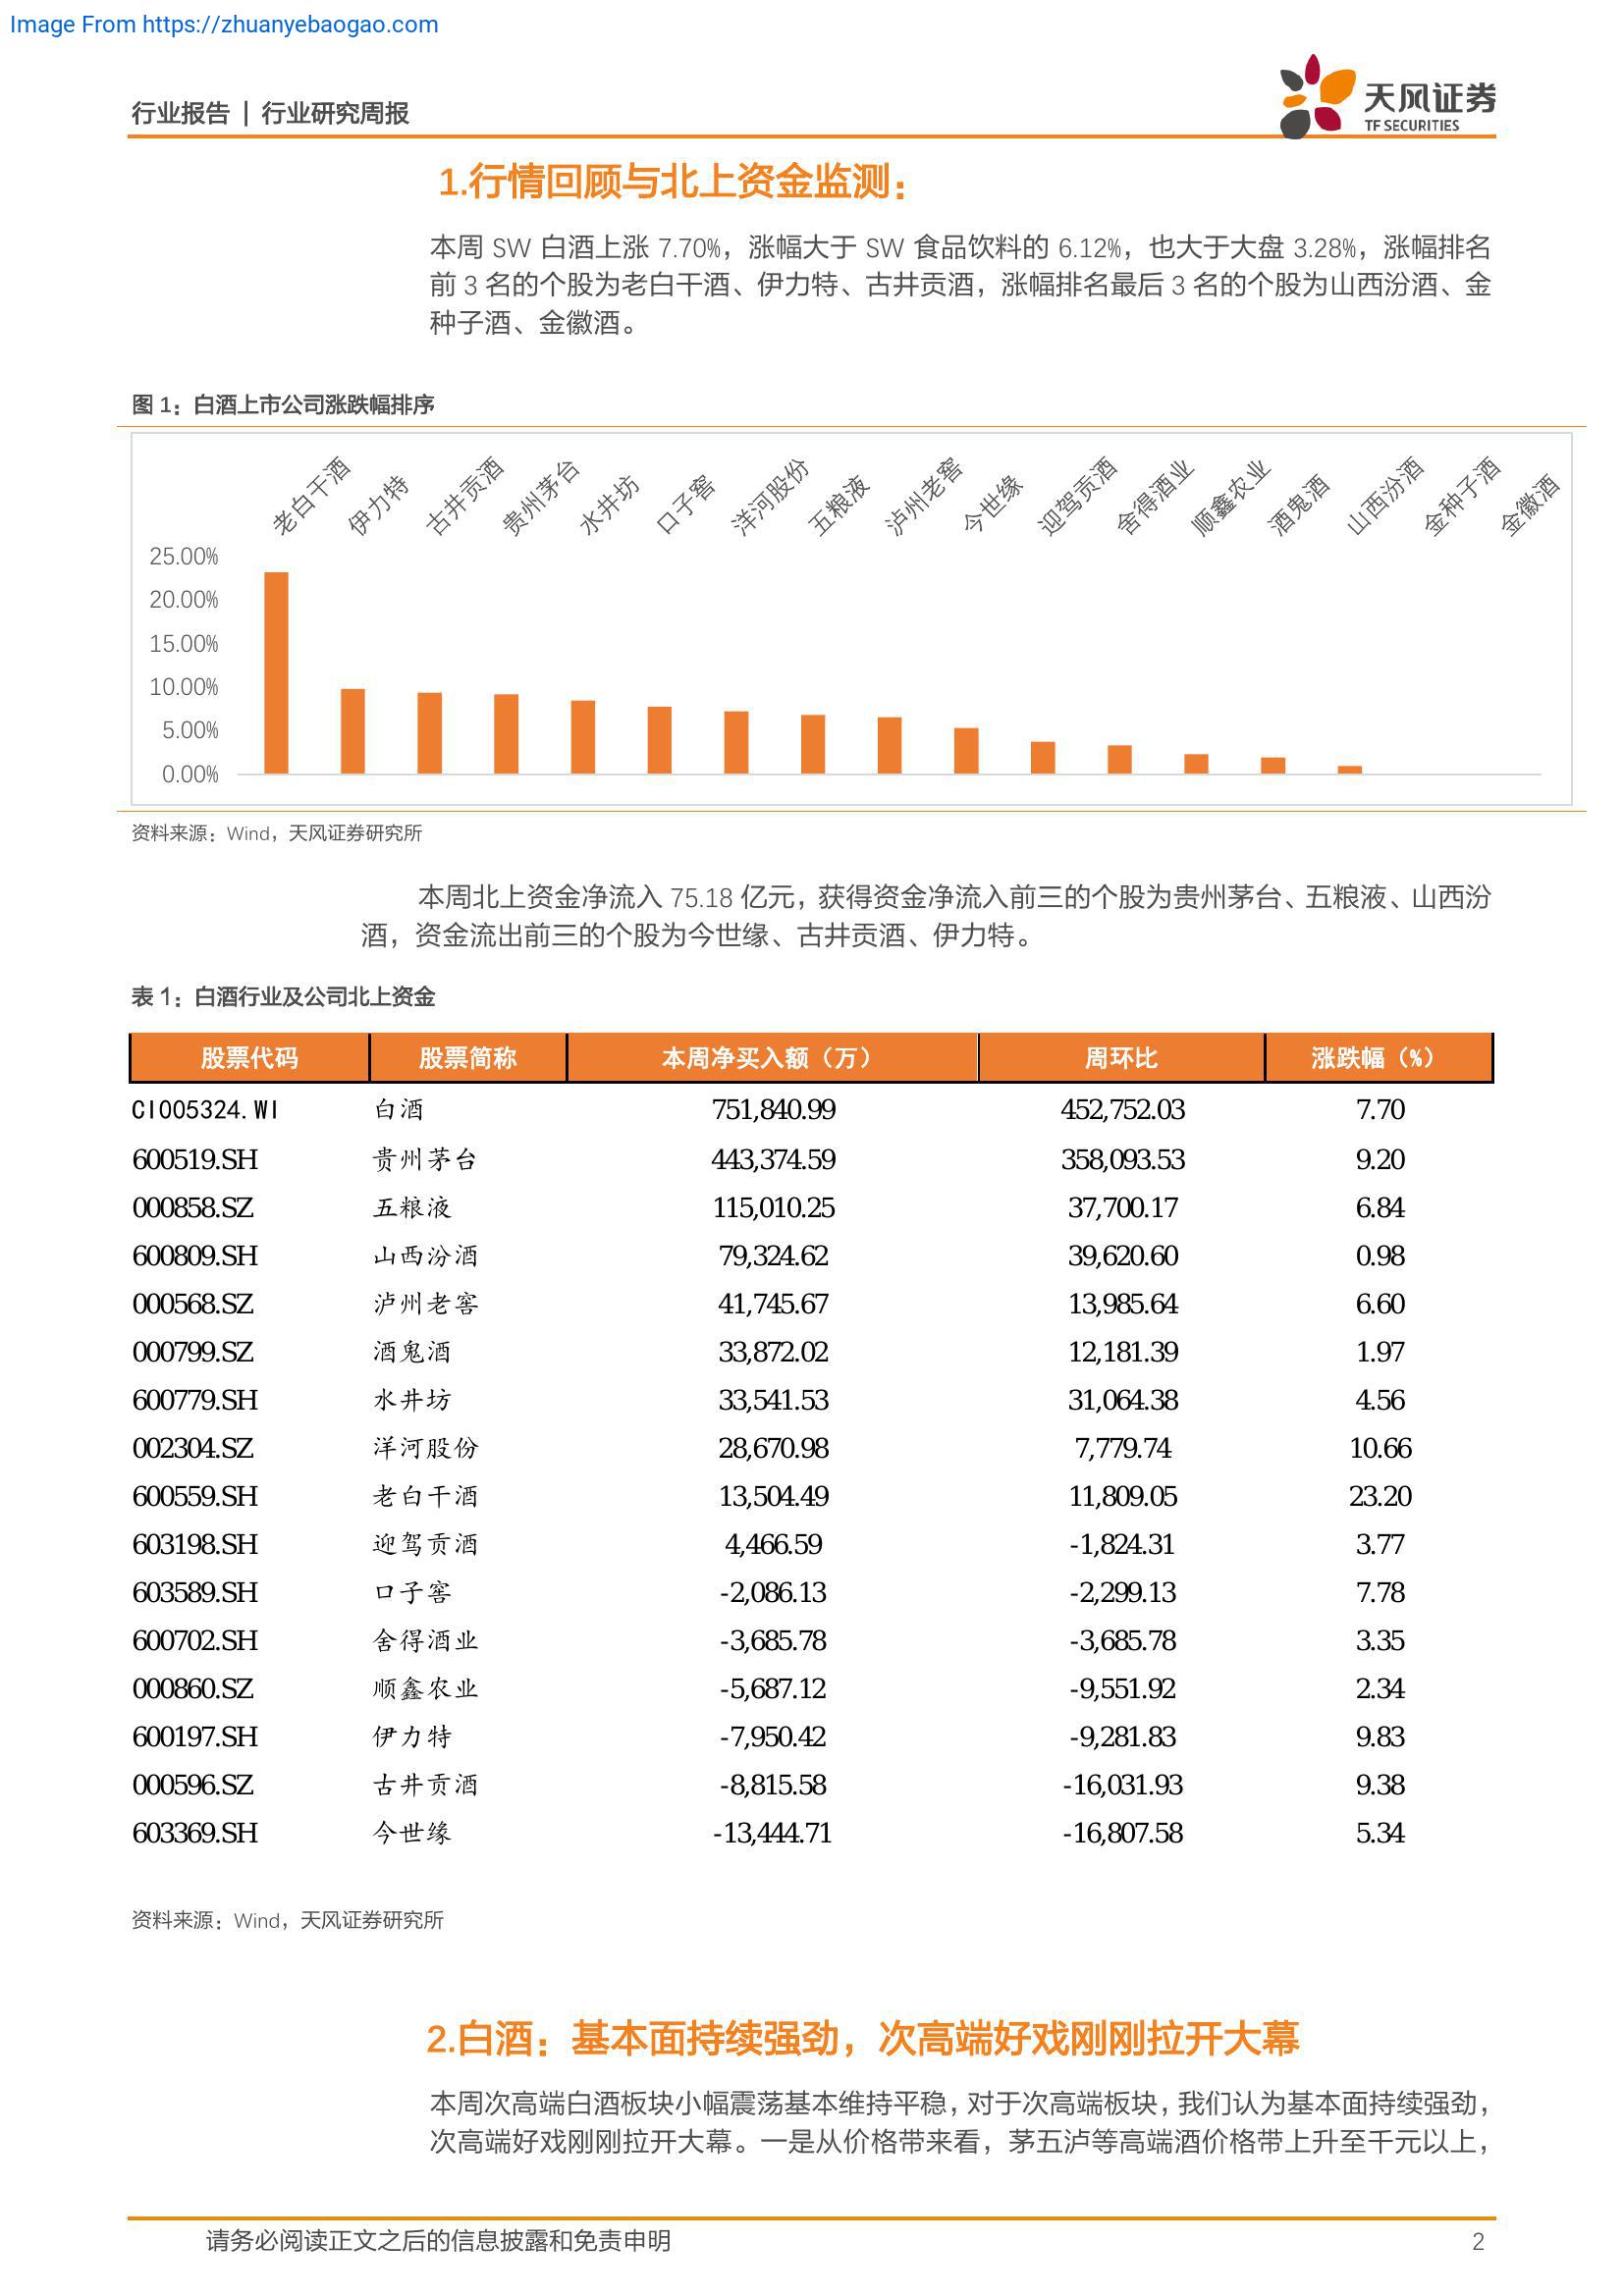 Image From https://zhuanyebaogao.com
行业报告 | 行业研究周报
天风证券
TF SECURITIES
1.行情回顾与北上资金监测：
本周 SW 白酒上涨 7.70%，涨幅大于 SW 食品饮料的 6.12%，也大于大盘 3.28%，涨幅排名
前 3 名的个股为老白干酒、伊力特、古井贡酒，涨幅排名最后 3 名的个股为山西汾酒、金
种子酒、金徽酒。
图 1：白酒上市公司涨跌幅排序
老白干酒 伊力特 古井贡酒 贵州茅台 水井坊 口子窖 洋河股份 五粮液 泸州老窖 今世缘 迎驾贡酒 舍得酒业 顺鑫农业 酒鬼酒 山西汾酒 金种子酒 金徽酒
25.00%
20.00%
15.00%
10.00%
5.00%
0.00%
资料来源：Wind，天风证券研究所
本周北上资金净流入 75.18 亿元，获得资金净流入前三的个股为贵州茅台、五粮液、山西汾
酒，资金流出前三的个股为今世缘、古井贡酒、伊力特。
表 1：白酒行业及公司北上资金
股票代码 股票简称 本周净买入额（万） 周环比 涨跌幅（%）
CI005324.WI 白酒 751,840.99 452,752.03 7.70
600519.SH 贵州茅台 443,374.59 358,093.53 9.20
000858.SZ 五粮液 115,010.25 37,700.17 6.84
600809.SH 山西汾酒 79,324.62 39,620.60 0.98
000568.SZ 泸州老窖 41,745.67 13,985.64 6.60
000799.SZ 酒鬼酒 33,872.02 12,181.39 1.97
600779.SH 水井坊 33,541.53 31,064.38 4.56
002304.SZ 洋河股份 28,670.98 7,779.74 10.66
600559.SH 老白干酒 13,504.49 11,809.05 23.20
603198.SH 迎驾贡酒 4,466.59 -1,824.31 3.77
603589.SH 口子窖 -2,086.13 -2,299.13 7.78
600702.SH 舍得酒业 -3,685.78 -3,685.78 3.35
000860.SZ 顺鑫农业 -5,687.12 -9,551.92 2.34
600197.SH 伊力特 -7,950.42 -9,281.83 9.83
000596.SZ 古井贡酒 -8,815.58 -16,031.93 9.38
603369.SH 今世缘 -13,444.71 -16,807.58 5.34
资料来源：Wind，天风证券研究所
2.白酒：基本面持续强劲，次高端好戏刚刚拉开大幕
本周次高端白酒板块小幅震荡基本维持平稳，对于次高端板块，我们认为基本面持续强劲，
次高端好戏刚刚拉开大幕。一是从价格带来看，茅五泸等高端酒价格带上升至千元以上，
请务必阅读正文之后的信息披露和免责申明
2